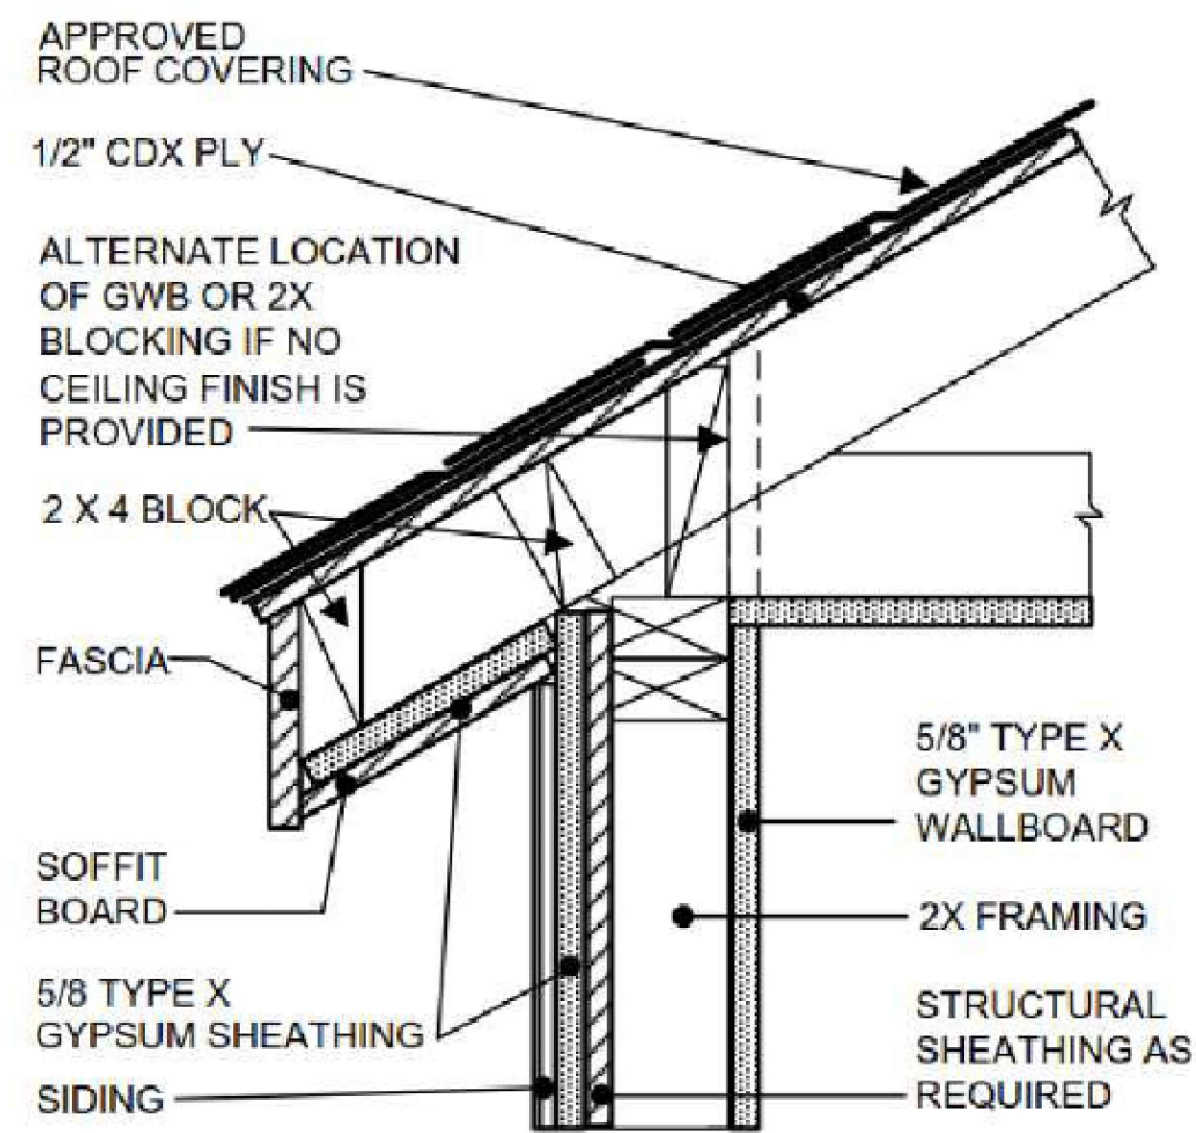 APPROVED
ROOF COVERING
1/2" CDX PLY
ALTERNATE LOCATION
OF GWB OR 2X
BLOCKING IF NO
CEILING FINISH IS
PROVIDED
2 X 4 BLOCK
FASCIA
SOFFIT
BOARD
5/8 TYPE X
GYPSUM SHEATHING
SIDING
5/8" TYPE X
GYPSUM
WALLBOARD
2X FRAMING
STRUCTURAL
SHEATHING AS
REQUIRED